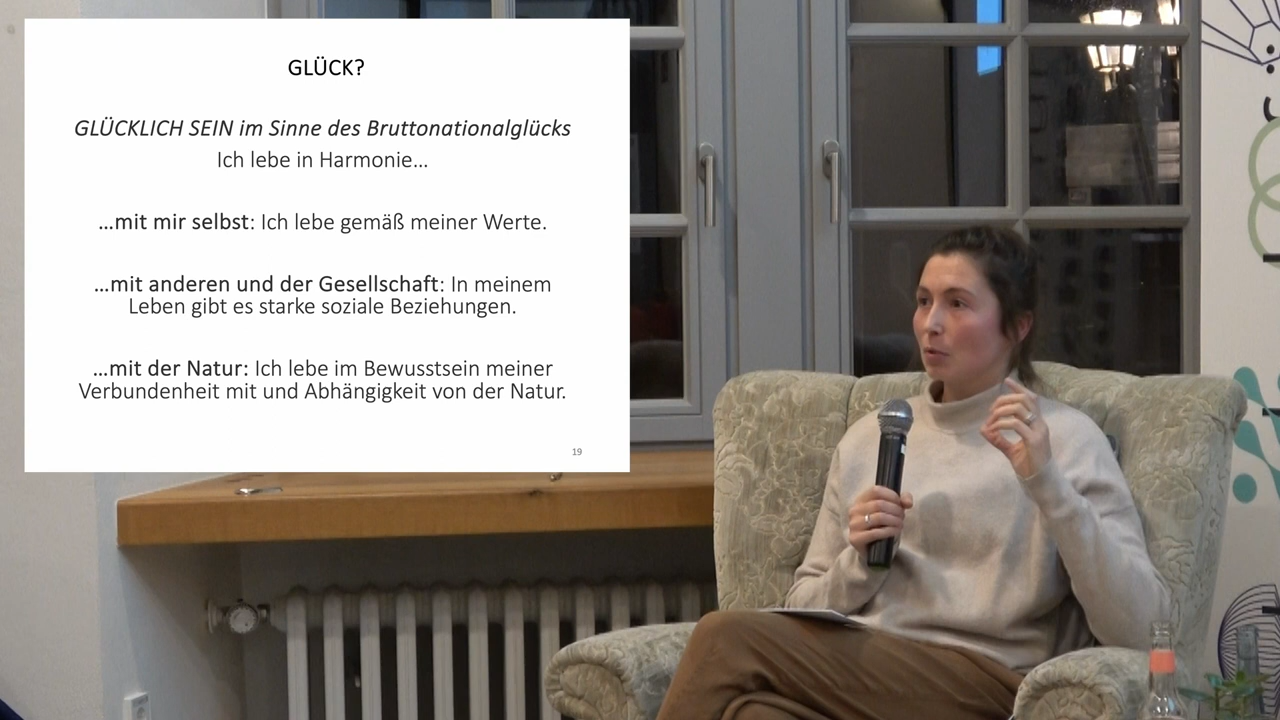 GLÜCK?
GLÜCKLICH SEIN im Sinne des Bruttonationalglücks
Ich lebe in Harmonie…
…mit mir selbst: Ich lebe gemäß meiner Werte.
…mit anderen und der Gesellschaft: In meinem
Leben gibt es starke soziale Beziehungen.
…mit der Natur: Ich lebe im Bewusstsein meiner
Verbundenheit mit und Abhängigkeit von der Natur.
19